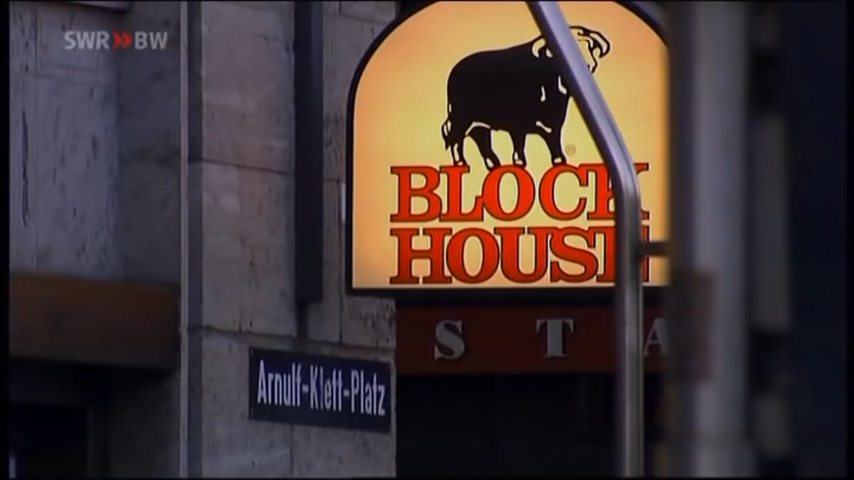 SWR»BW
BLOCK
HOUSE
®
S T A
Arnulf-Klett-Platz